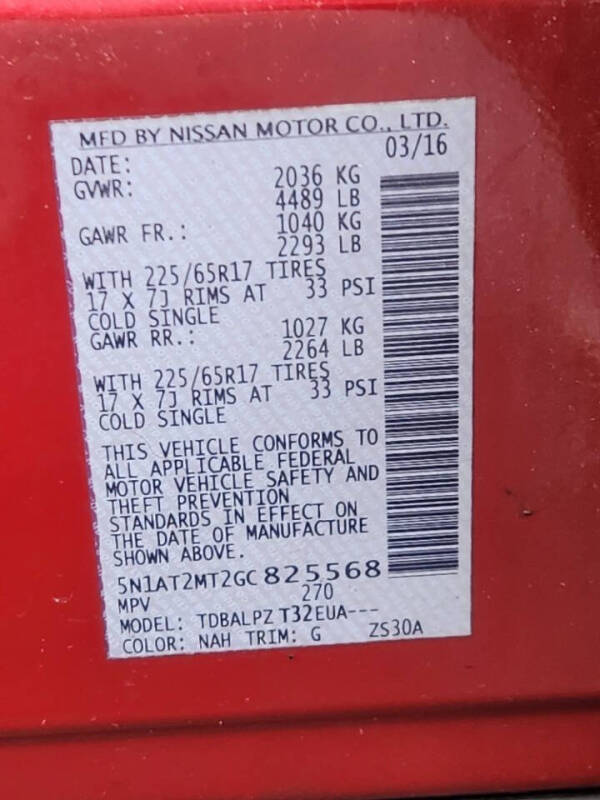 MFD BY NISSAN MOTOR CO., LTD.
DATE: 03/16
GVWR: 2036 KG
4489 LB
GAWR FR.: 1040 KG
2293 LB
WITH 225/65R17 TIRES
17 X 7J RIMS AT 33 PSI
COLD SINGLE
GAWR RR.: 1027 KG
2264 LB
WITH 225/65R17 TIRES
17 X 7J RIMS AT 33 PSI
COLD SINGLE
THIS VEHICLE CONFORMS TO
ALL APPLICABLE FEDERAL
MOTOR VEHICLE SAFETY AND
THEFT PREVENTION
STANDARDS IN EFFECT ON
THE DATE OF MANUFACTURE
SHOWN ABOVE.
5N1AT2MT2GC825568
MPV 270
MODEL: TDBALPZ T32EUA---
COLOR: NAH TRIM: G ZS30A